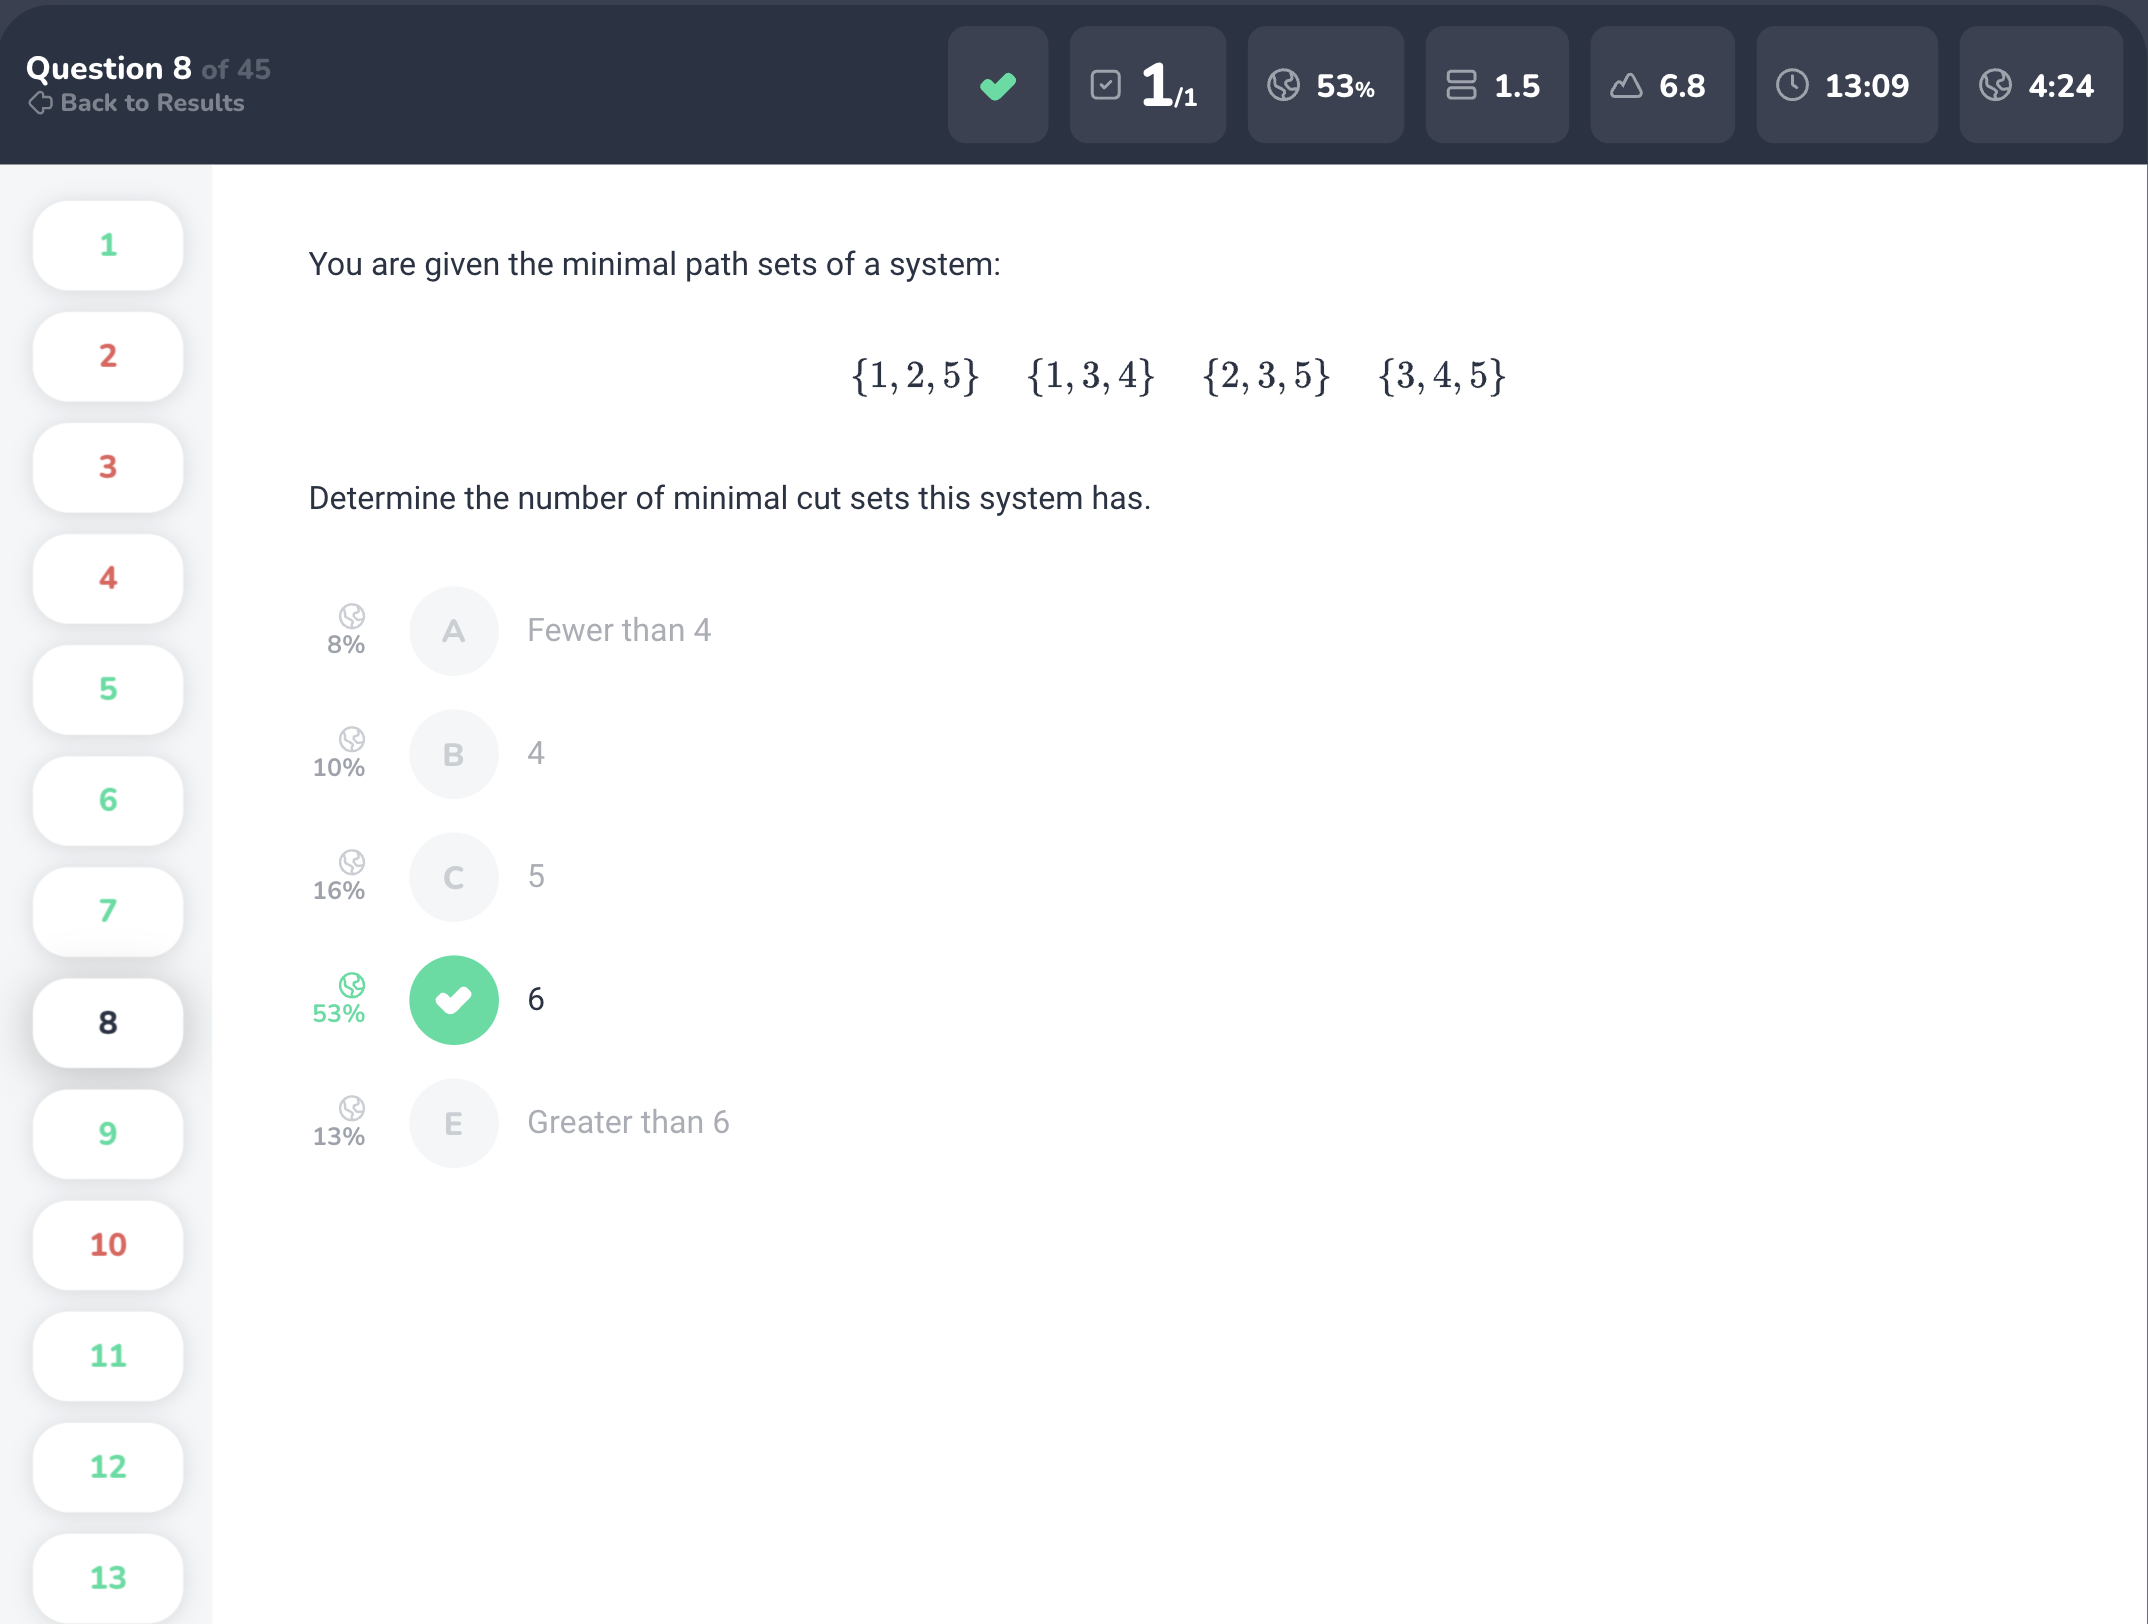 Question 8 of 45
Back to Results
1/1
53%
1.5
6.8
13:09
4:24
1
2
3
4
5
6
7
8
9
10
11
12
13
You are given the minimal path sets of a system:
{1, 2, 5} {1, 3, 4} {2, 3, 5} {3, 4, 5}
Determine the number of minimal cut sets this system has.
8% A Fewer than 4
10% B 4
16% C 5
53% 6
13% E Greater than 6